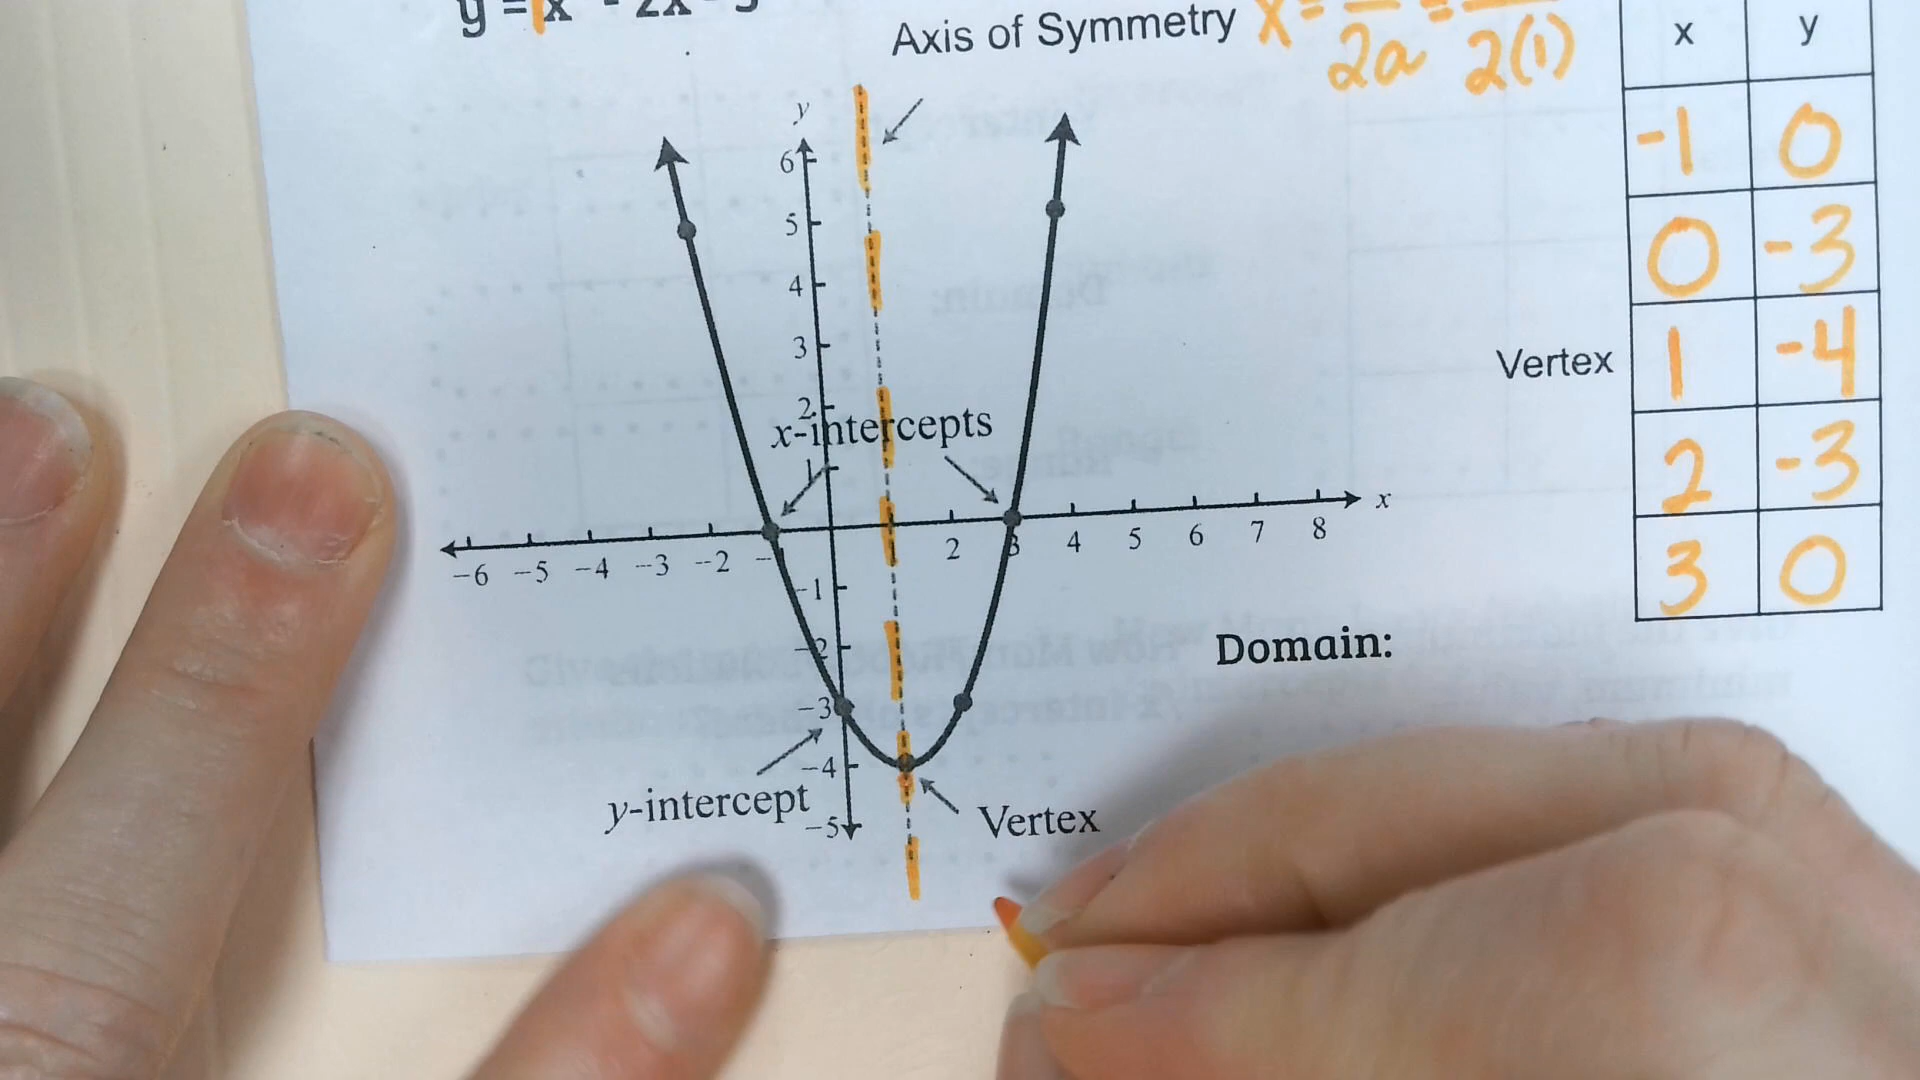 y = 1x - 2x
Axis of Symmetry x = 2a = 2(1)
x y
-1 0
0 -3
Vertex 1 -4
2 -3
3 0
y
6
5
4
3
2
x-intercepts
1
x
-6 -5 -4 -3 -2 2 3 4 5 6 7 8
-1
-2
Domain:
-3
-4
y-intercept
-5
Vertex